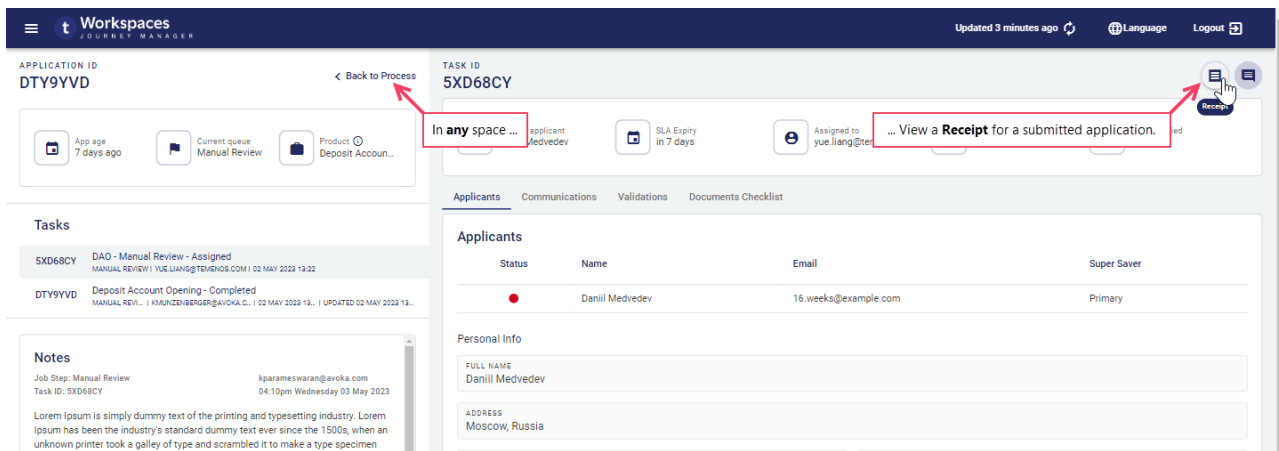 Workspaces
JOURNEY MANAGER
Updated 3 minutes ago
Language
Logout
APPLICATION ID
DTY9YVD
Back to Process
App age
7 days ago
Current queue
Manual Review
Product
Deposit Accoun...
Tasks
5XD68CY
DAO - Manual Review - Assigned
MANUAL REVIEW | YUE.LIANG@TEMENOS.COM | 02 MAY 2023 13:22
DTY9YVD
Deposit Account Opening - Completed
MANUAL REVI... | KMUNZENBERGER@AVOKA.C... | 02 MAY 2023 13... | UPDATED 02 MAY 2023 13...
Notes
Job Step: Manual Review
kparameswaran@avoka.com
Task ID: 5XD68CY
04:10pm Wednesday 03 May 2023
Lorem Ipsum is simply dummy text of the printing and typesetting industry. Lorem
Ipsum has been the industry's standard dummy text ever since the 1500s, when an
unknown printer took a galley of type and scrambled it to make a type specimen
TASK ID
5XD68CY
Receipt
In any space ...
applicant
Medvedev
SLA Expiry
in 7 days
Assigned to
yue.liang@ter
... View a Receipt for a submitted application.
Applicants
Communications
Validations
Documents Checklist
Applicants
Status Name Email Super Saver
Daniil Medvedev 16.weeks@example.com Primary
Personal Info
FULL NAME
Daniil Medvedev
ADDRESS
Moscow, Russia